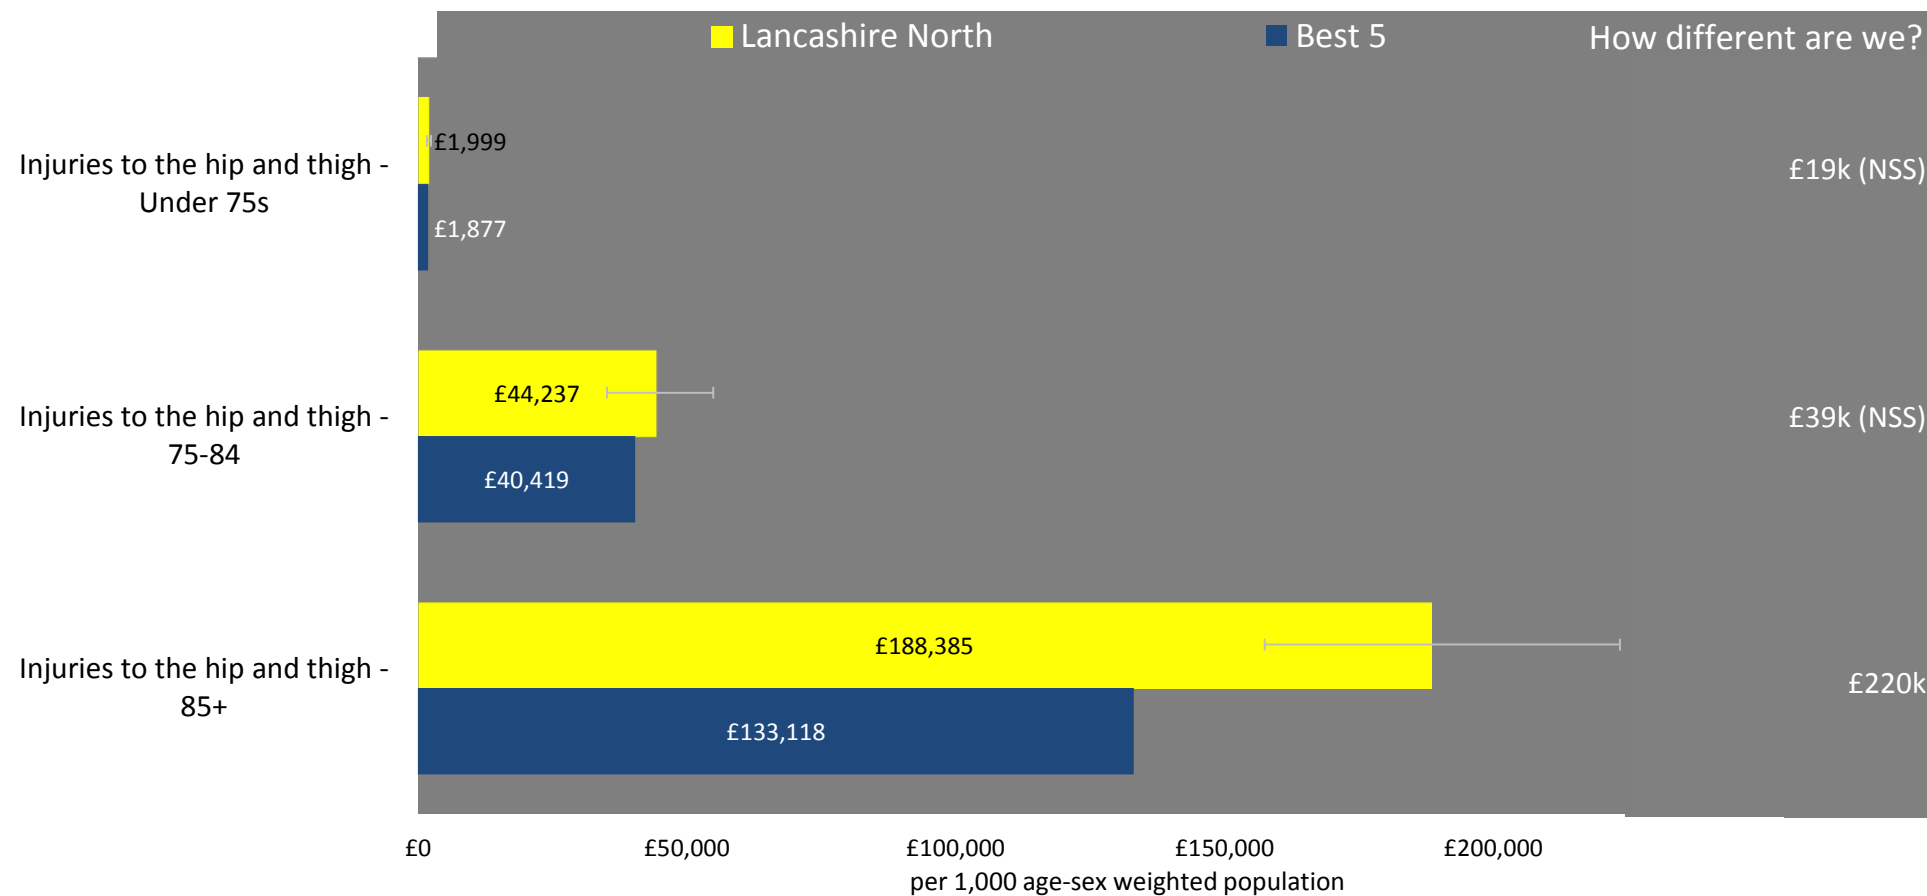 Lancashire North
Best 5
How different are we?
Injuries to the hip and thigh -
Under 75s
£1,999
£1,877
£19k (NSS)
Injuries to the hip and thigh -
75-84
£44,237
£40,419
£39k (NSS)
Injuries to the hip and thigh -
85+
£188,385
£133,118
£220k
£0
£50,000
£100,000
£150,000
£200,000
per 1,000 age-sex weighted population